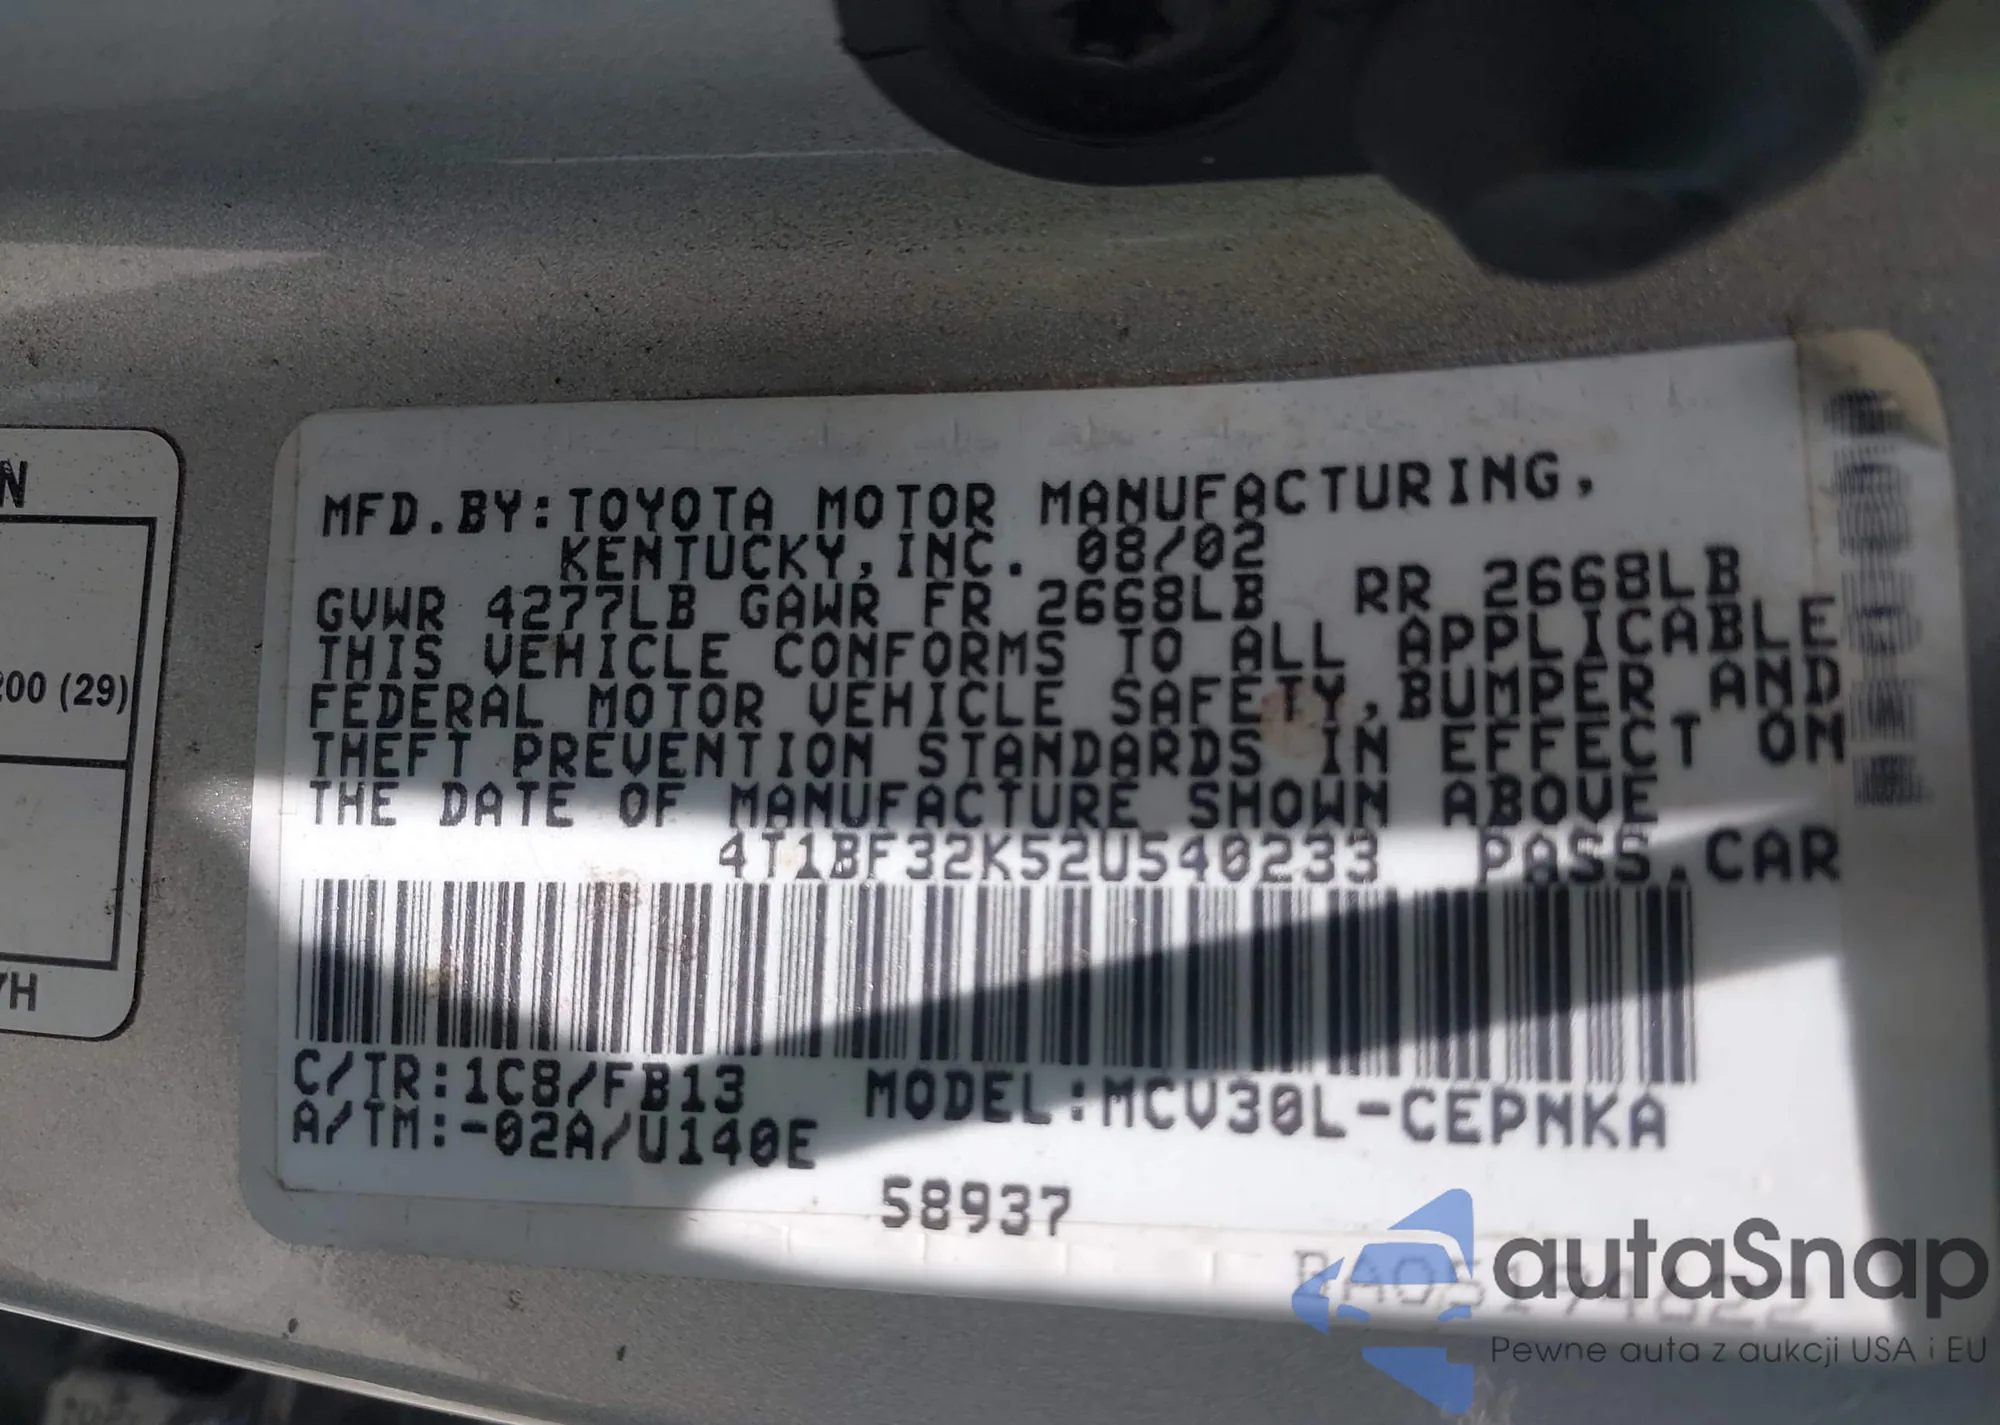 N
200 (29)
7H
MFD.BY:TOYOTA MOTOR MANUFACTURING,
KENTUCKY,INC. 08/02
GVWR 4277LB GAWR FR 2668LB RR 2668LB
THIS VEHICLE CONFORMS TO ALL APPLICABLE
FEDERAL MOTOR VEHICLE SAFETY,BUMPER AND
THEFT PREVENTION STANDARDS IN EFFECT ON
THE DATE OF MANUFACTURE SHOWN ABOVE
4T1BF32K52U540233 PASS.CAR
C/TR:1C8/FB13 MODEL:MCV30L-CEPNKA
A/TM:-02A/U140E
58937
autaSnap
Pewne auta z aukcji USA i EU